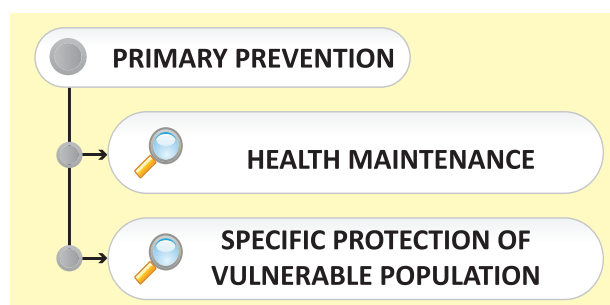 PRIMARY PREVENTION
HEALTH MAINTENANCE
SPECIFIC PROTECTION OF
VULNERABLE POPULATION